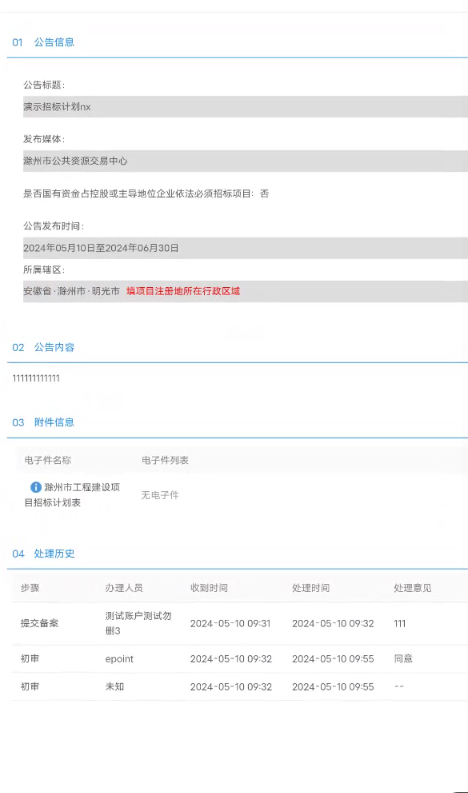 01 公告信息
公告标题：
演示招标计划nx
发布媒体：
滁州市公共资源交易中心
是否国有资金占控股或主导地位企业依法必须招标项目： 否
公告发布时间：
2024年05月10日至2024年06月30日
所属辖区：
安徽省·滁州市·明光市 填项目注册地所在行政区域
02 公告内容
111111111111
03 附件信息
电子件名称 电子件列表
滁州市工程建设项
目招标计划表
无电子件
04 处理历史
步骤 办理人员 收到时间 处理时间 处理意见
提交备案 测试账户测试勿 2024-05-10 09:31 2024-05-10 09:32 111
删3
初审 epoint 2024-05-10 09:32 2024-05-10 09:55 同意
初审 未知 2024-05-10 09:32 2024-05-10 09:55 --